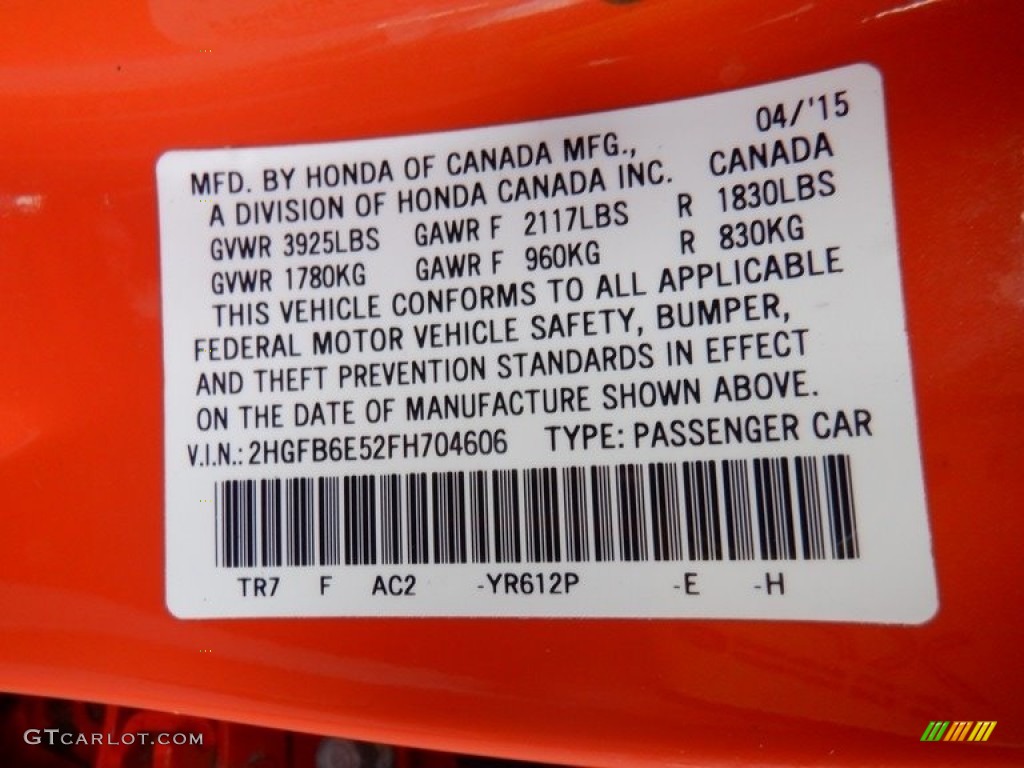 04/'15
MFD. BY HONDA OF CANADA MFG.,
A DIVISION OF HONDA CANADA INC. CANADA
GVWR 3925LBS GAWR F 2117LBS R 1830LBS
GVWR 1780KG GAWR F 960KG R 830KG
THIS VEHICLE CONFORMS TO ALL APPLICABLE
FEDERAL MOTOR VEHICLE SAFETY, BUMPER,
AND THEFT PREVENTION STANDARDS IN EFFECT
ON THE DATE OF MANUFACTURE SHOWN ABOVE.
V.I.N.: 2HGFB6E52FH704606 TYPE: PASSENGER CAR
TR7 F AC2 -YR612P -E -H
GTCARLOT.COM